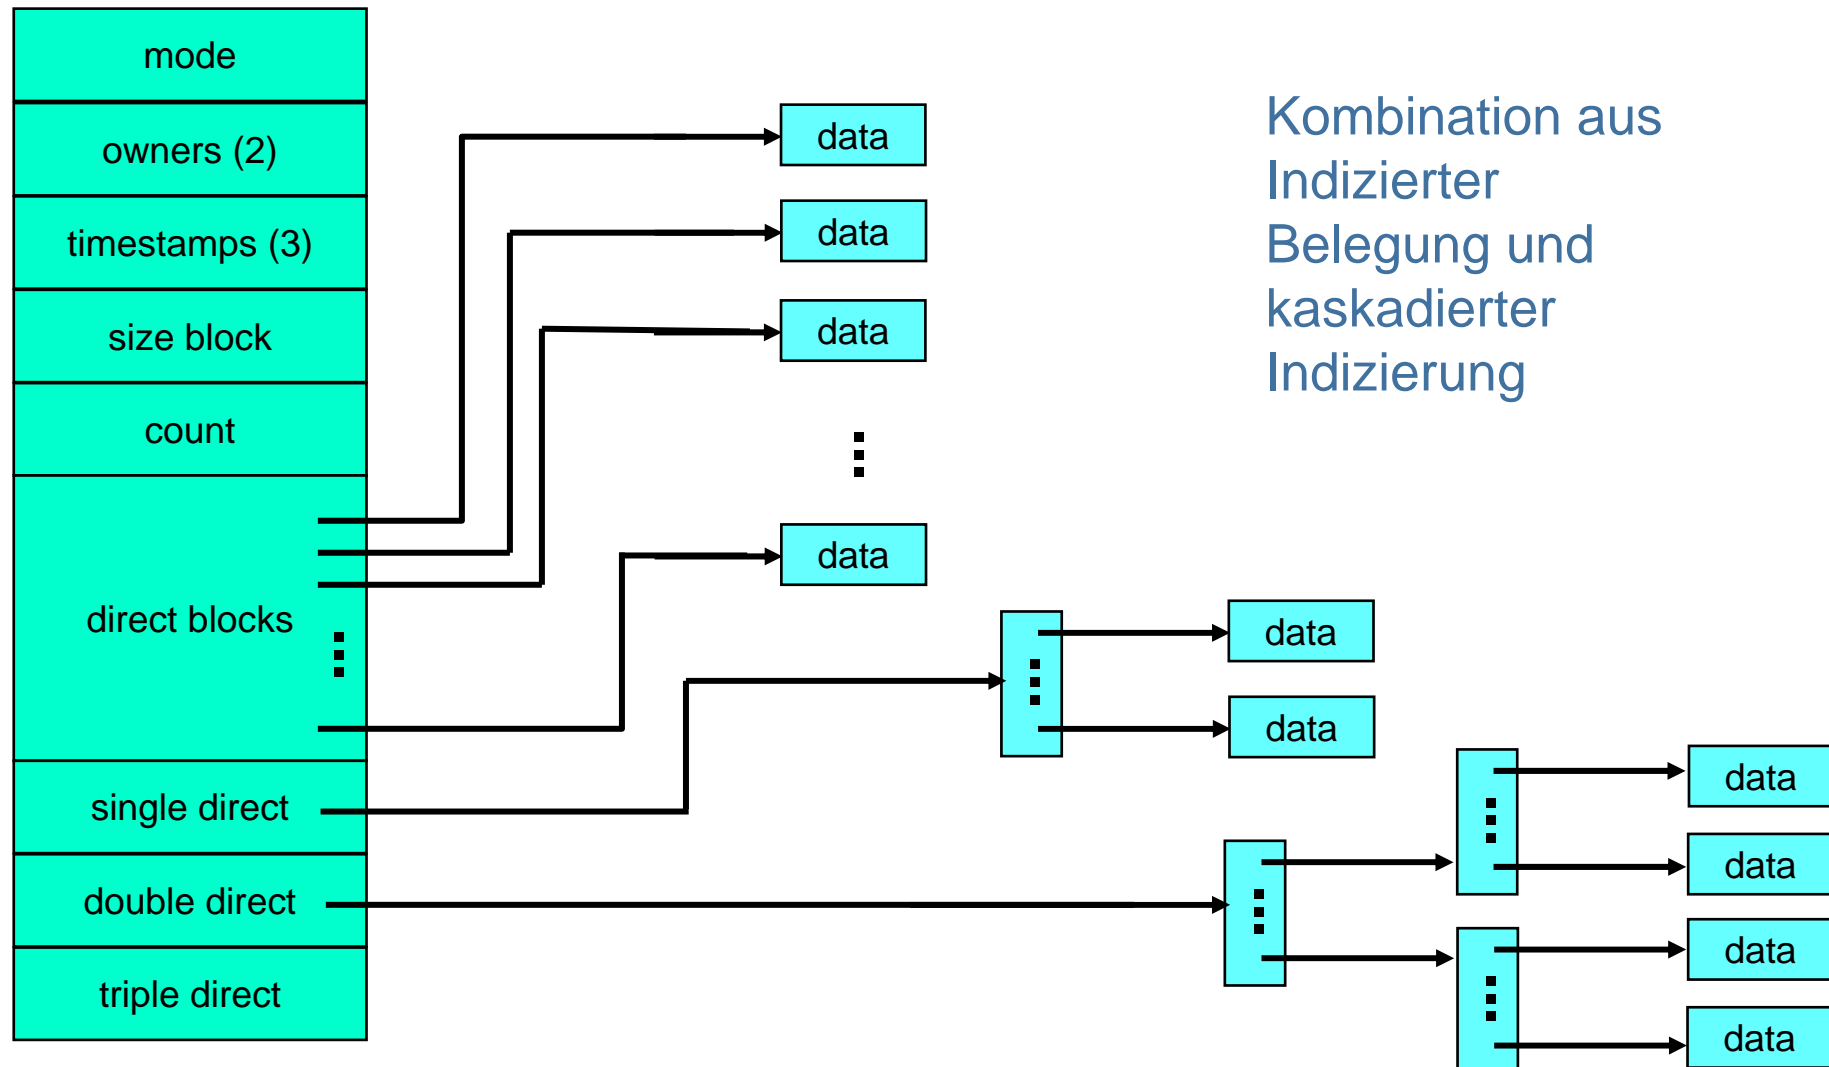 mode
owners (2)
timestamps (3)
size block
count
direct blocks
single direct
double direct
triple direct
data
data
data
data
data
data
data
data
data
data
Kombination aus
Indizierter
Belegung und
kaskadierter
Indizierung